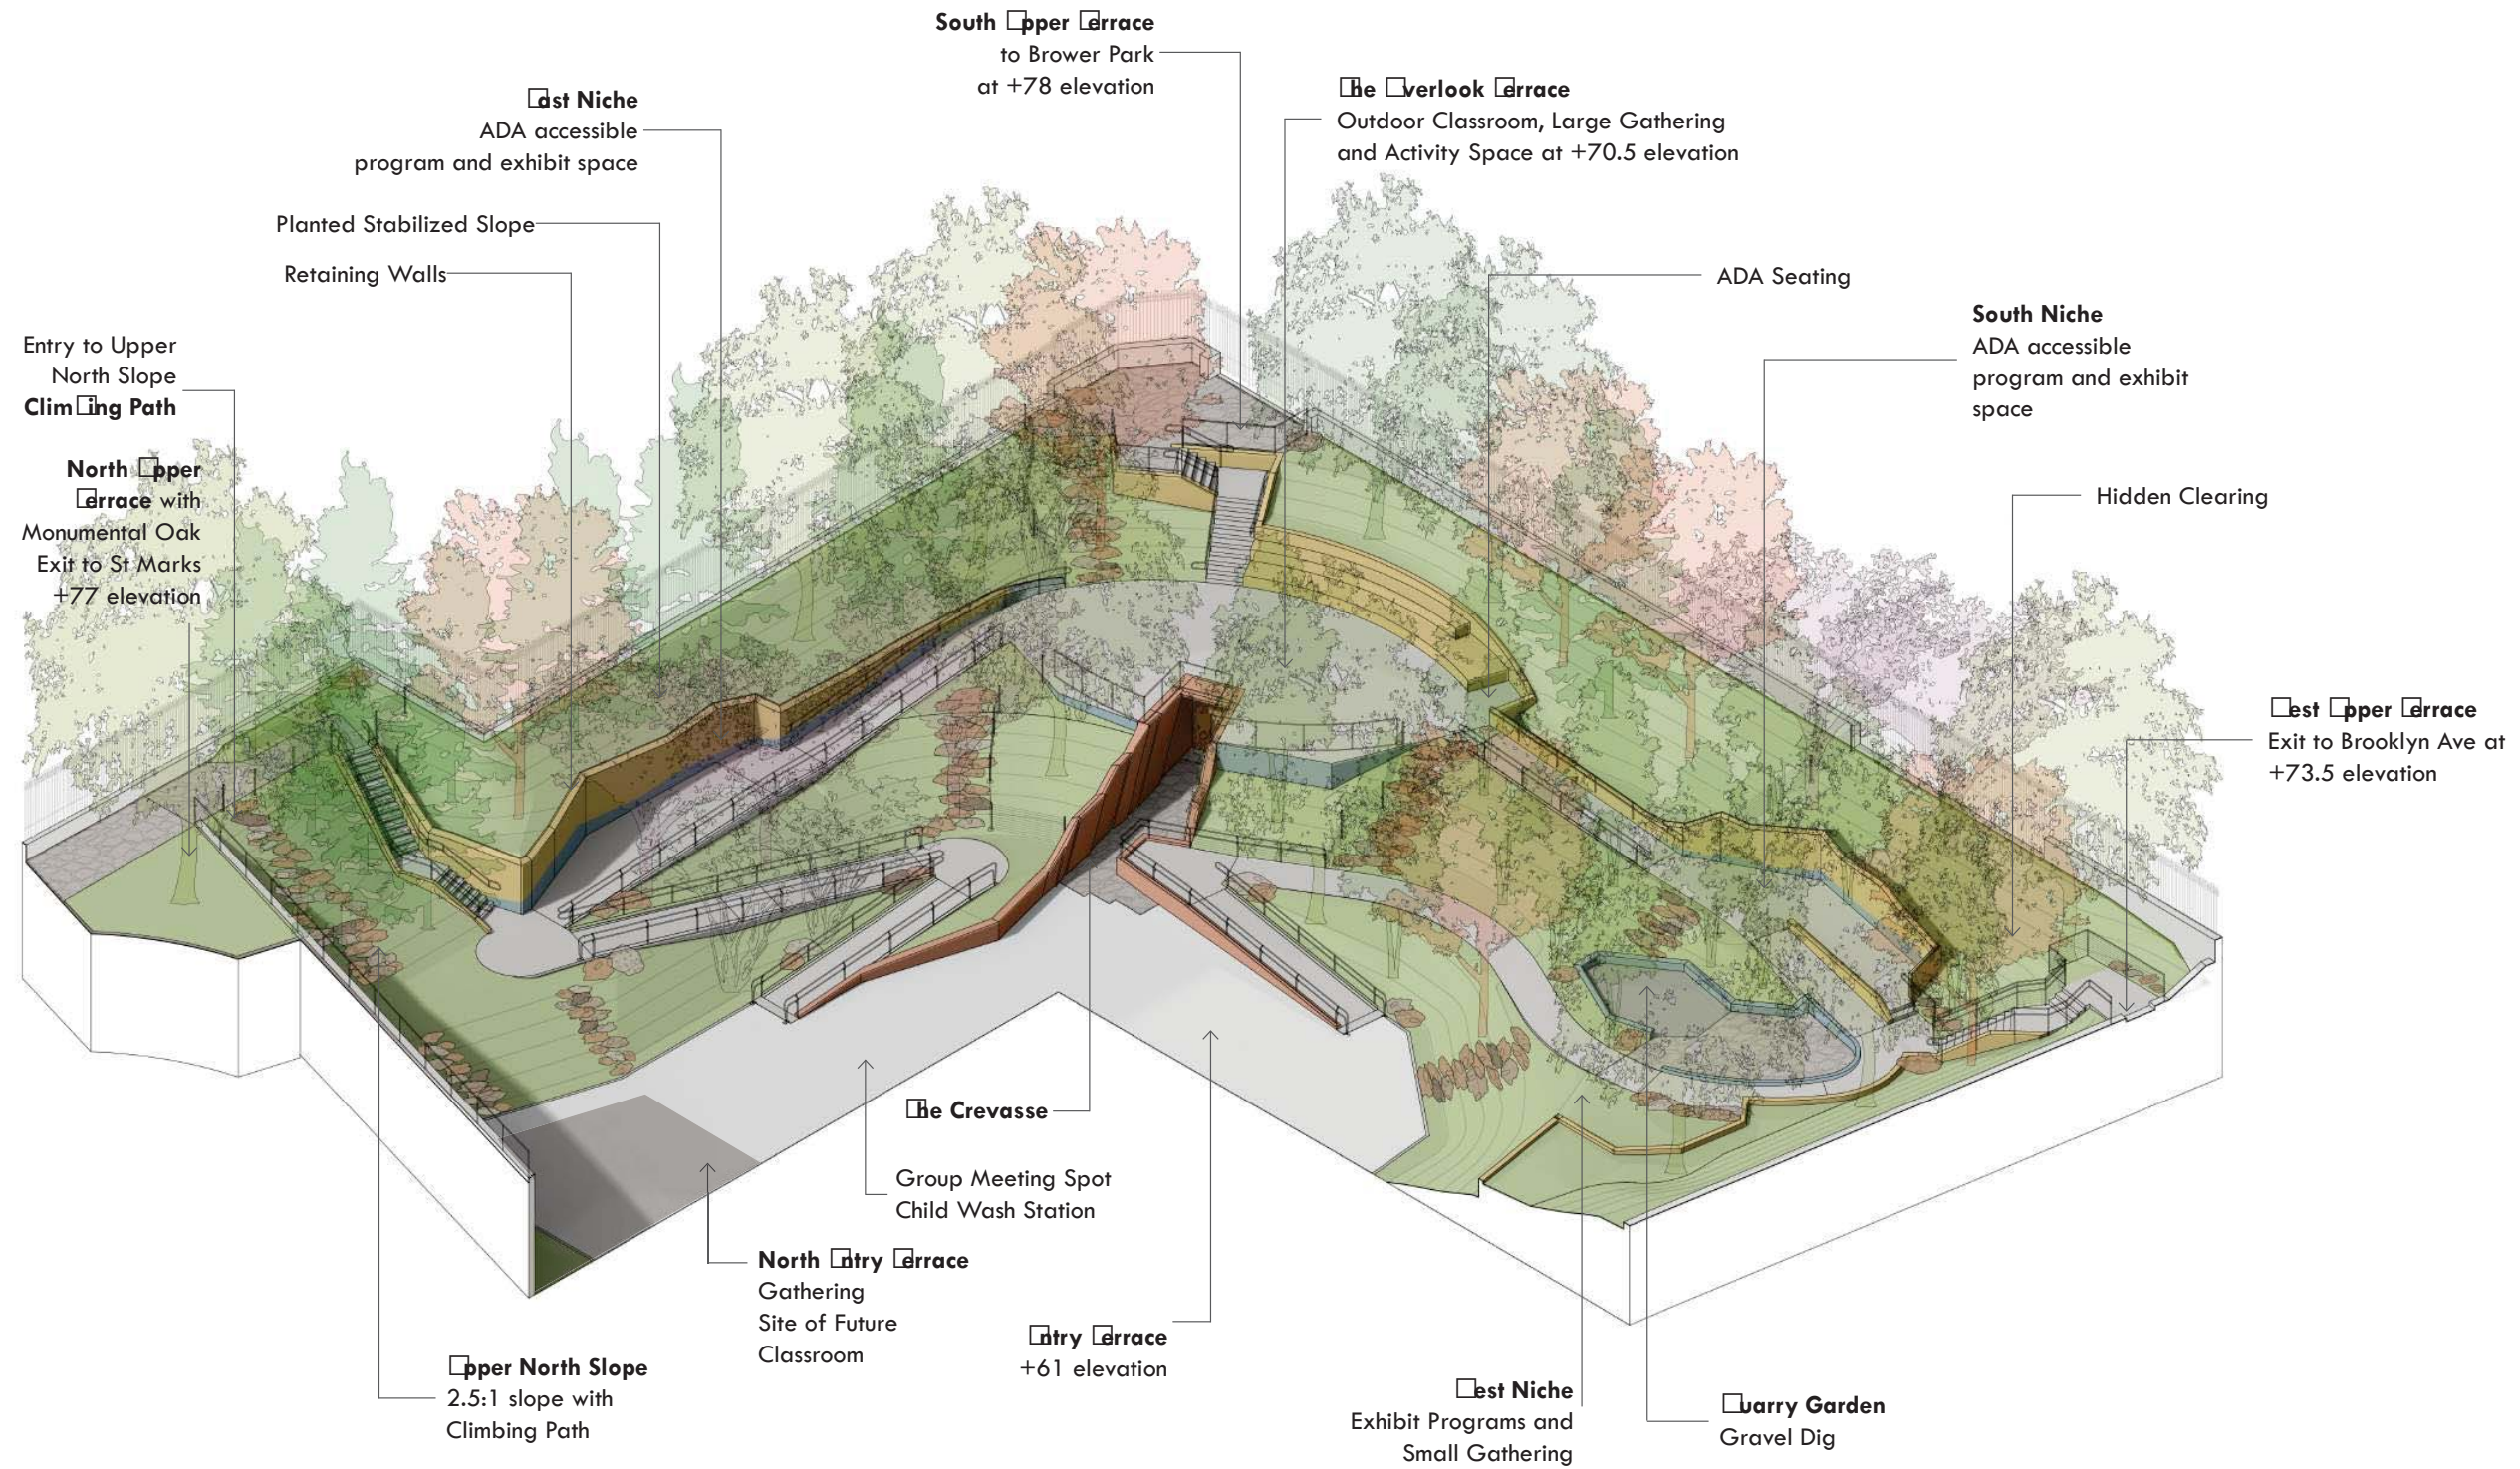 South □pper □errace
to Brower Park
at +78 elevation
□he □verlook □errace
Outdoor Classroom, Large Gathering
and Activity Space at +70.5 elevation
□ast Niche
ADA accessible
program and exhibit space
Planted Stabilized Slope
Retaining Walls
ADA Seating
South Niche
ADA accessible
program and exhibit
space
Entry to Upper
North Slope
Clim□ing Path
North □pper
□errace with
Monumental Oak
Exit to St Marks
+77 elevation
Hidden Clearing
□est □pper □errace
Exit to Brooklyn Ave at
+73.5 elevation
□he Crevasse
Group Meeting Spot
Child Wash Station
North □ntry □errace
Gathering
Site of Future
Classroom
□ntry □errace
+61 elevation
□pper North Slope
2.5:1 slope with
Climbing Path
□est Niche
Exhibit Programs and
Small Gathering
□uarry Garden
Gravel Dig